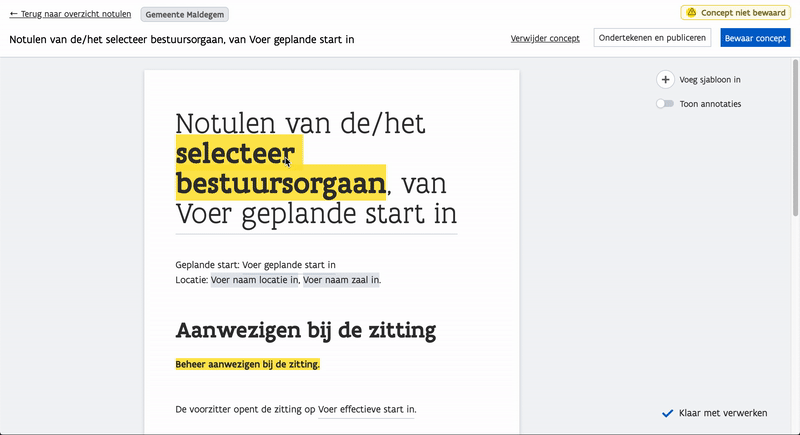 ← Terug naar overzicht notulen
Gemeente Maldegem
Concept niet bewaard
Notulen van de/het selecteer bestuursorgaan, van Voer geplande start in
Verwijder concept
Ondertekenen en publiceren
Bewaar concept
Voeg sjabloon in
Toon annotaties
Notulen van de/het
selecteer
bestuursorgaan, van
Voer geplande start in
Geplande start: Voer geplande start in
Locatie: Voer naam locatie in, Voer naam zaal in.
Aanwezigen bij de zitting
Beheer aanwezigen bij de zitting.
De voorzitter opent de zitting op Voer effectieve start in.
Klaar met verwerken